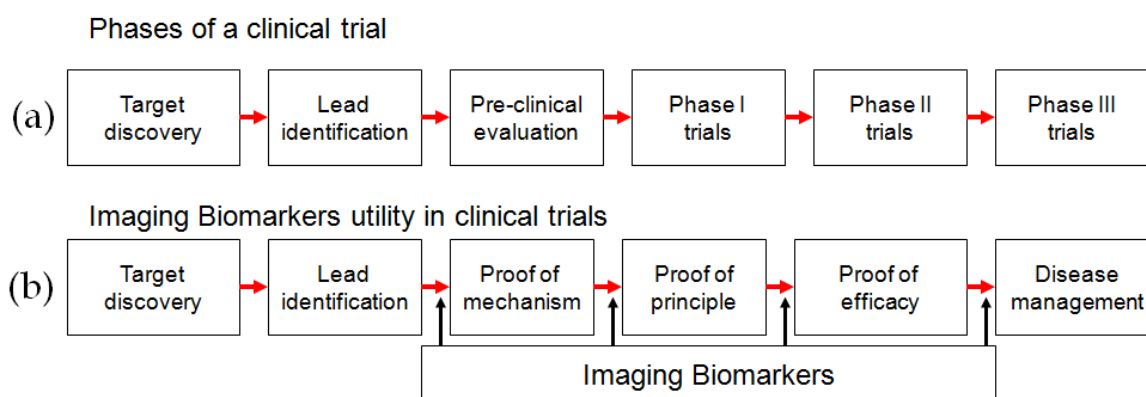 Phases of a clinical trial
(a)
Target
discovery
Lead
identification
Pre-clinical
evaluation
Phase I
trials
Phase II
trials
Phase III
trials
Imaging Biomarkers utility in clinical trials
(b)
Target
discovery
Lead
identification
Proof of
mechanism
Proof of
principle
Proof of
efficacy
Disease
management
Imaging Biomarkers